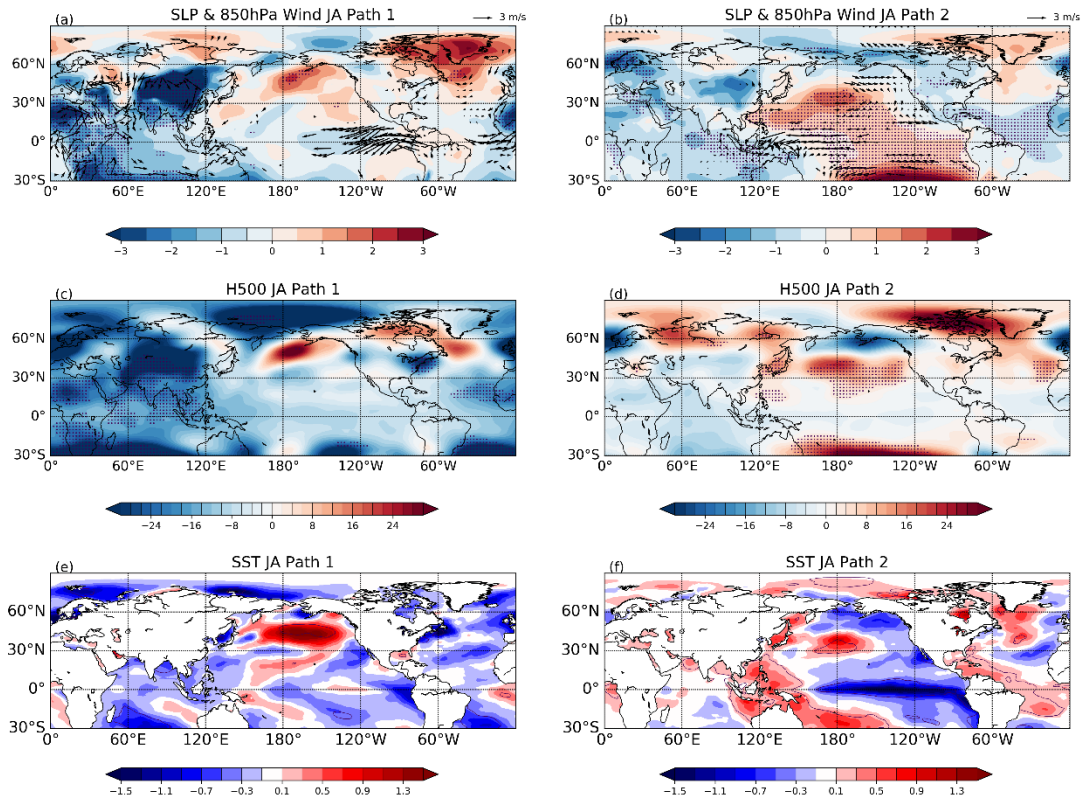 SLP & 850hPa Wind JA Path 1
3 m/s
(a)
60°N
30°N
0°
30°S
0° 60°E 120°E 180° 120°W 60°W
−3 −2 −1 0 1 2 3
SLP & 850hPa Wind JA Path 2
3 m/s
(b)
60°N
30°N
0°
30°S
0° 60°E 120°E 180° 120°W 60°W
−3 −2 −1 0 1 2 3
H500 JA Path 1
(c)
60°N
30°N
0°
30°S
0° 60°E 120°E 180° 120°W 60°W
−24 −16 −8 0 8 16 24
H500 JA Path 2
(d)
60°N
30°N
0°
30°S
0° 60°E 120°E 180° 120°W 60°W
−24 −16 −8 0 8 16 24
SST JA Path 1
(e)
60°N
30°N
0°
30°S
0° 60°E 120°E 180° 120°W 60°W
−1.5 −1.1 −0.7 −0.3 0.1 0.5 0.9 1.3
SST JA Path 2
(f)
60°N
30°N
0°
30°S
0° 60°E 120°E 180° 120°W 60°W
−1.5 −1.1 −0.7 −0.3 0.1 0.5 0.9 1.3